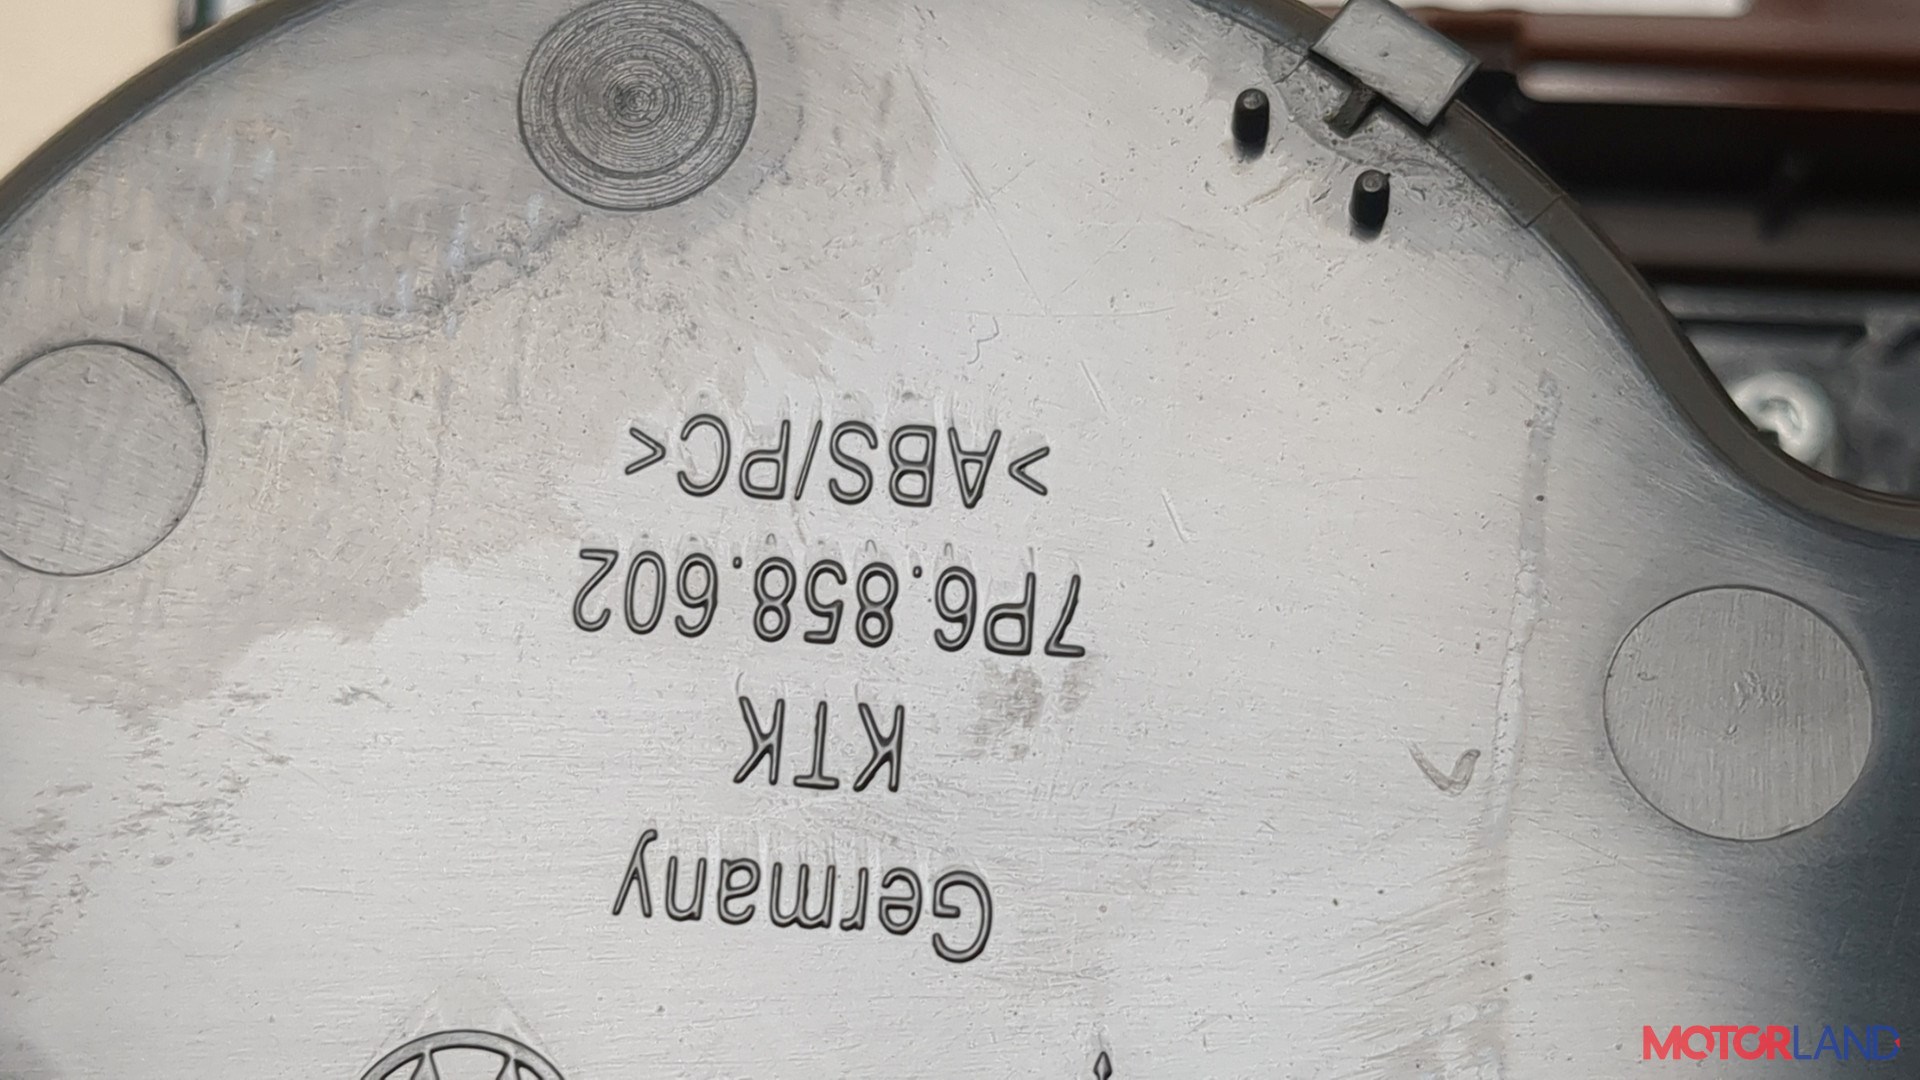 Germany
KTK
7P6.858.602
>ABS/PC<
MOTORLAND